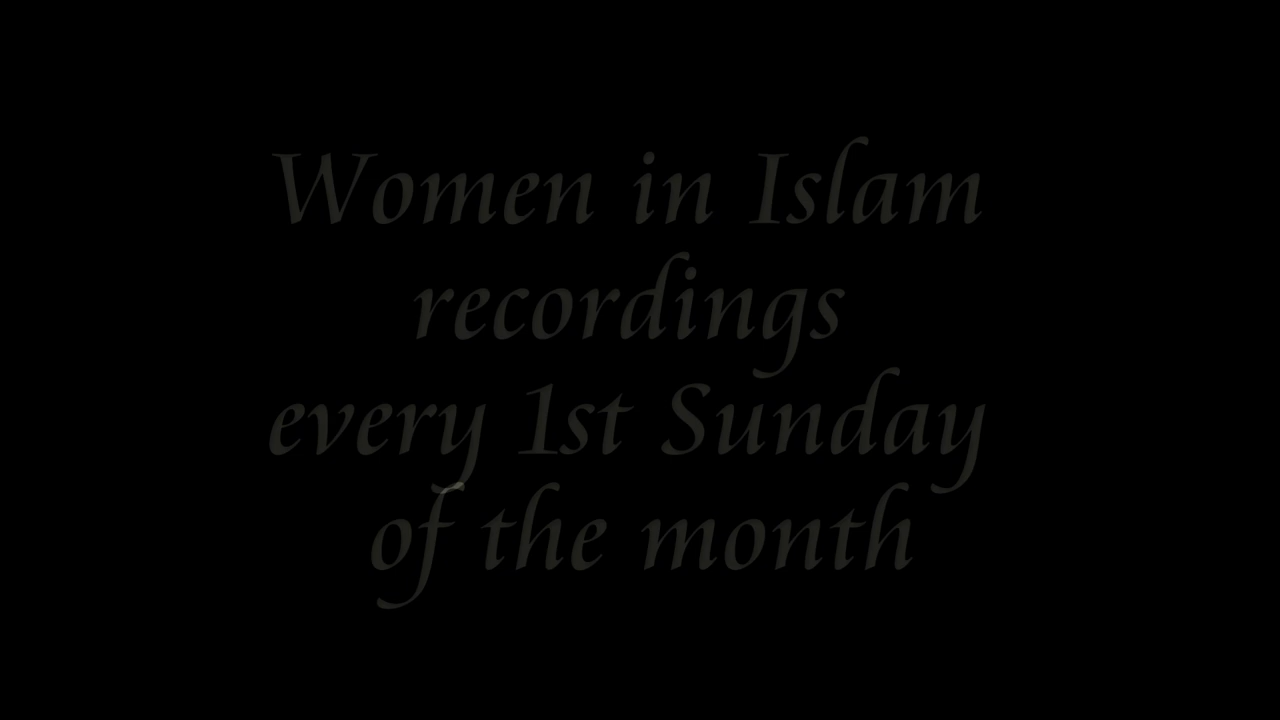 Women in Islam
recordings
every 1st Sunday
of the month